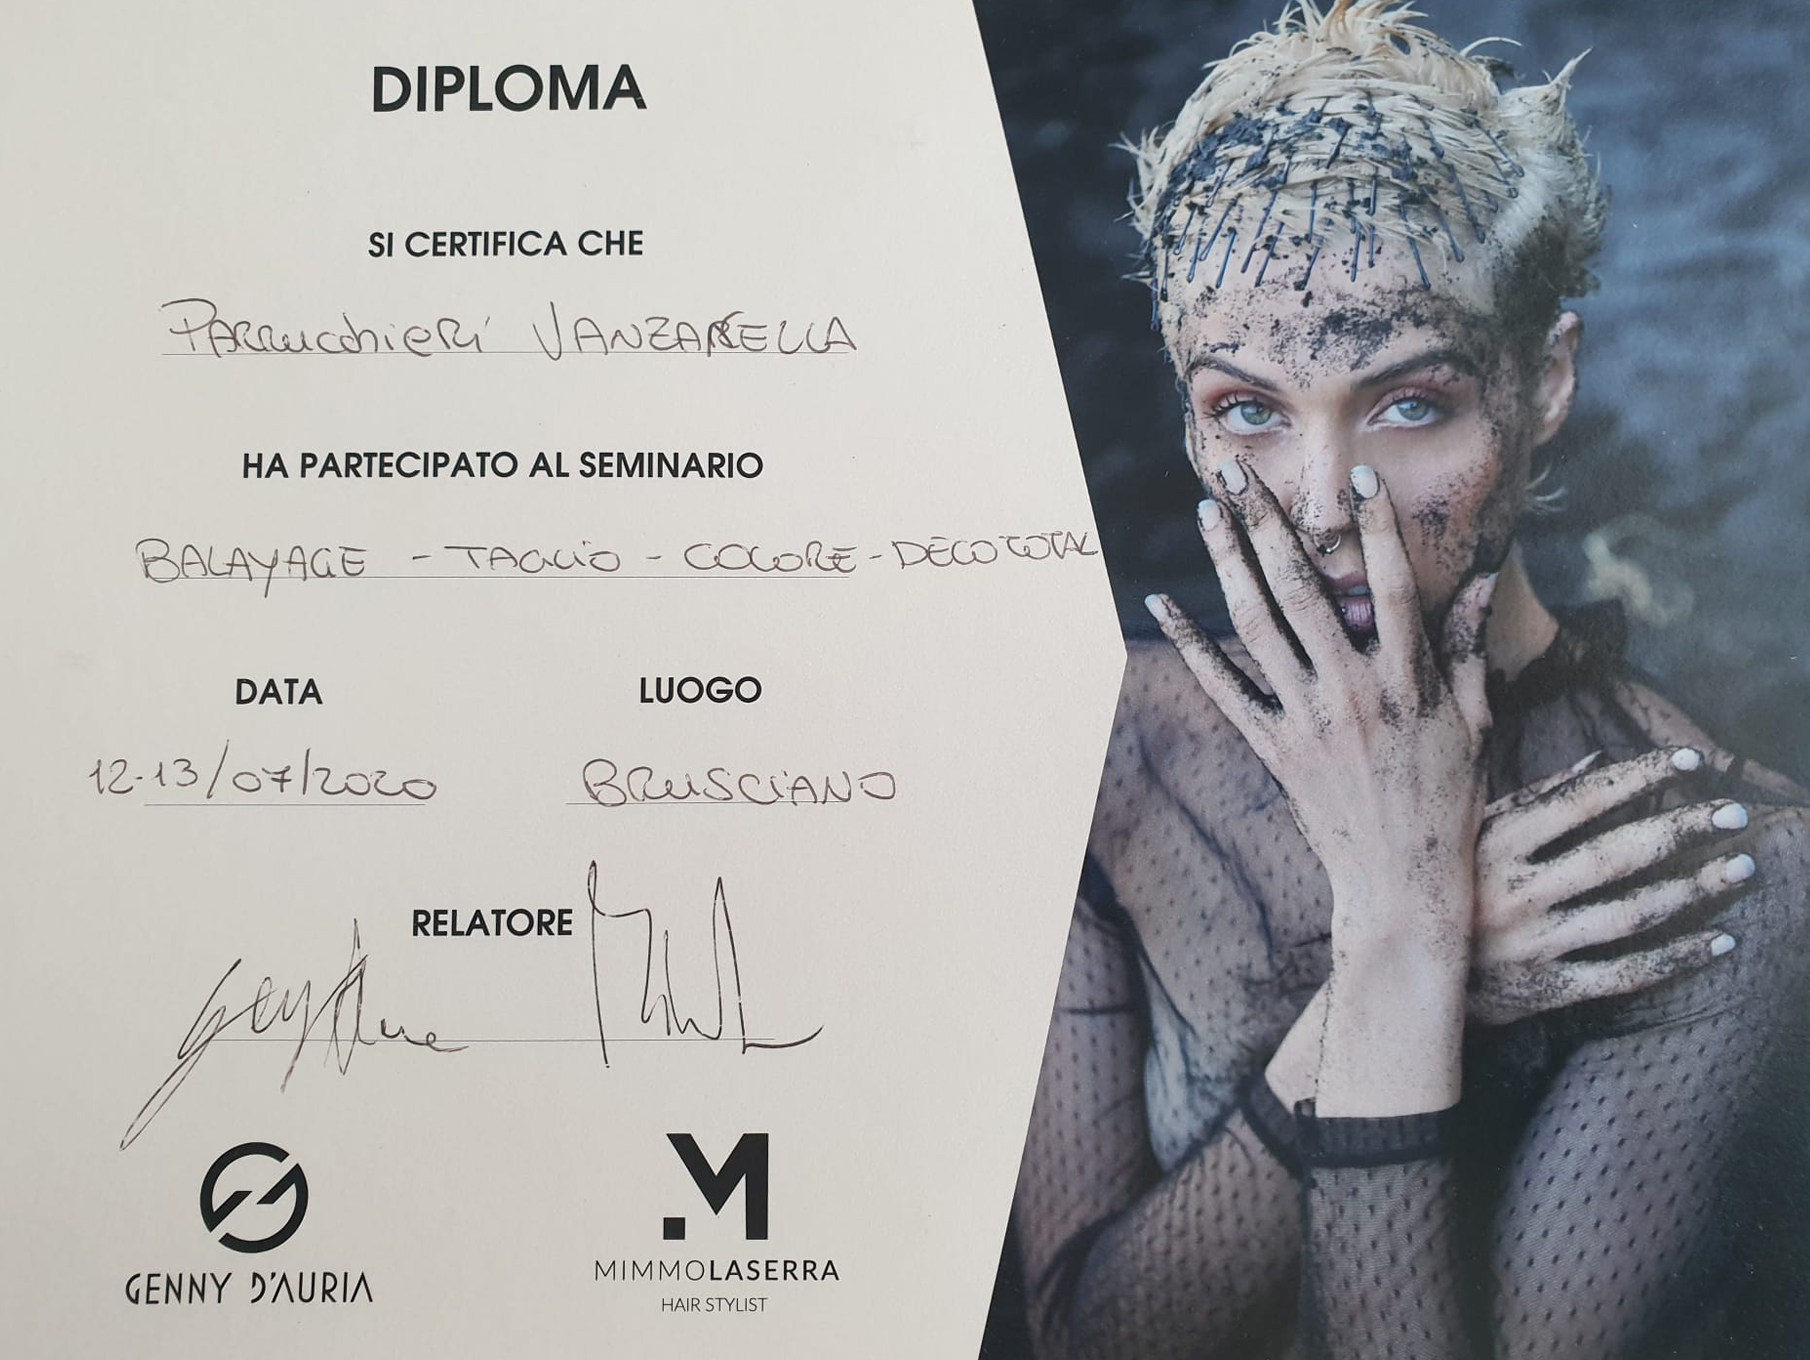 DIPLOMA
SI CERTIFICA CHE
PARRucchieRi VANZARELLA
HA PARTECIPATO AL SEMINARIO
BALAYAGE - TAGLIO - COLORE - DECO TOTAL
DATA LUOGO
12-13/07/2020 BRUSCIANO
RELATORE
GENNY D'AURIA
MIMMOLASERRA
HAIR STYLIST